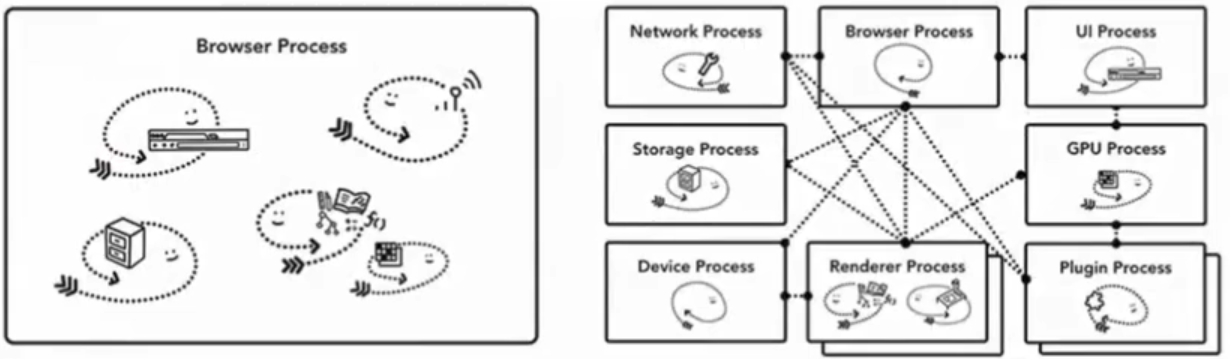 Browser Process
f()
Network Process
Browser Process
UI Process
Storage Process
GPU Process
Device Process
Renderer Process
f()
Plugin Process